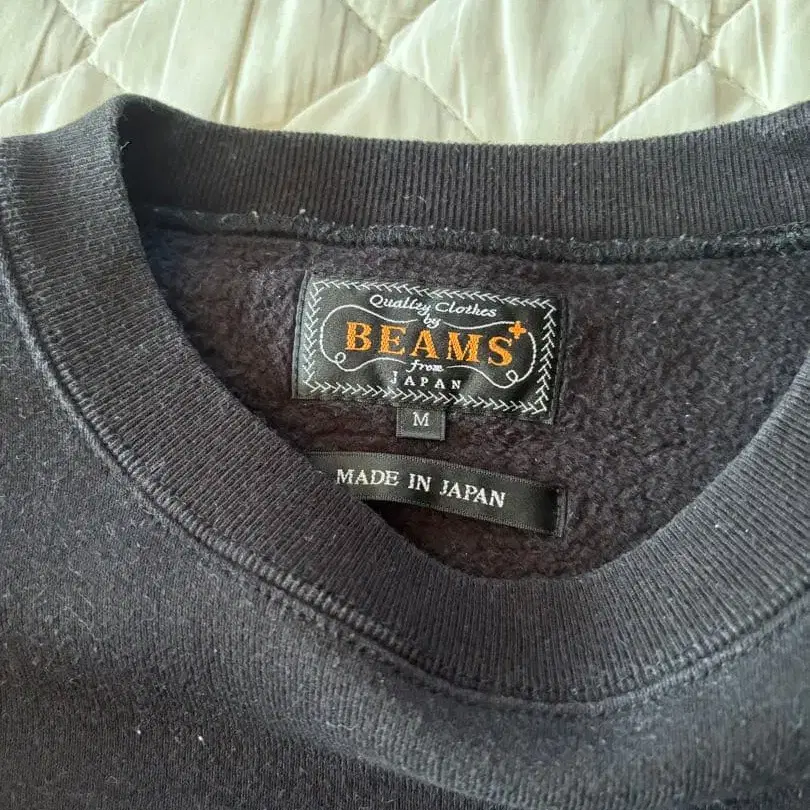 Quality Clothes
by
BEAMS+
from
JAPAN
M
MADE IN JAPAN